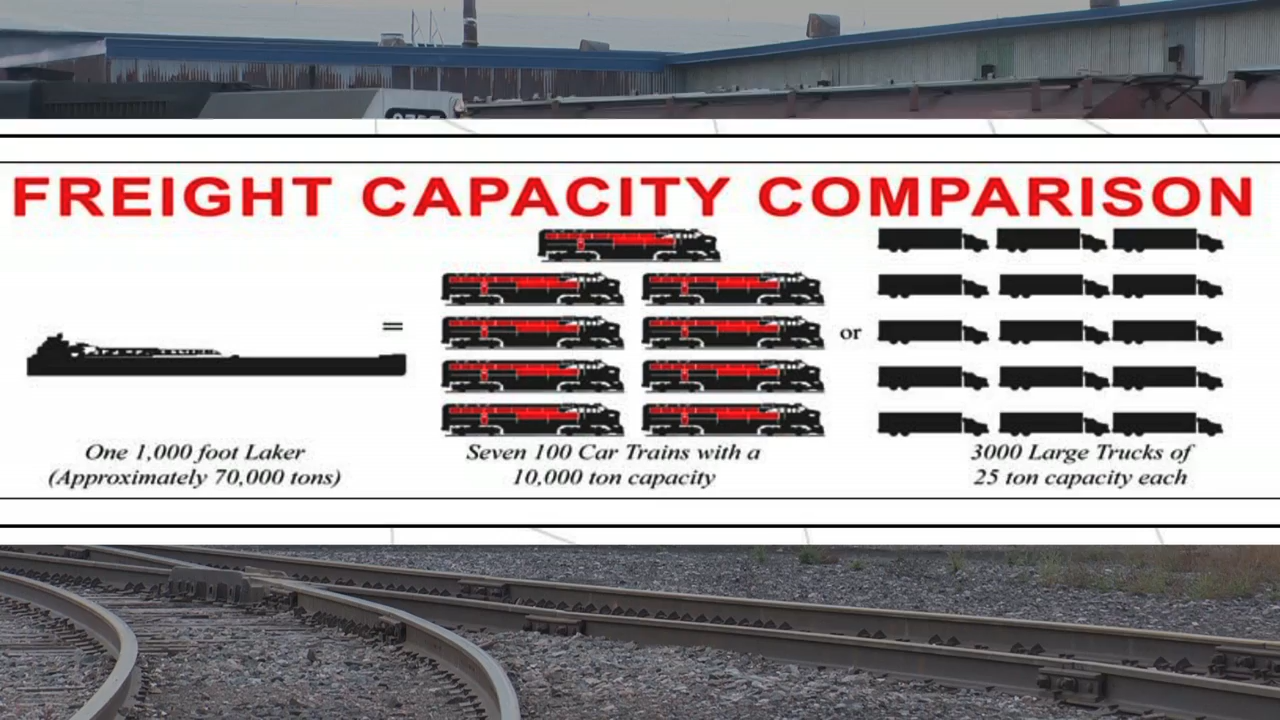 FREIGHT CAPACITY COMPARISON
=
or
One 1,000 foot Laker
(Approximately 70,000 tons)
Seven 100 Car Trains with a
10,000 ton capacity
3000 Large Trucks of
25 ton capacity each